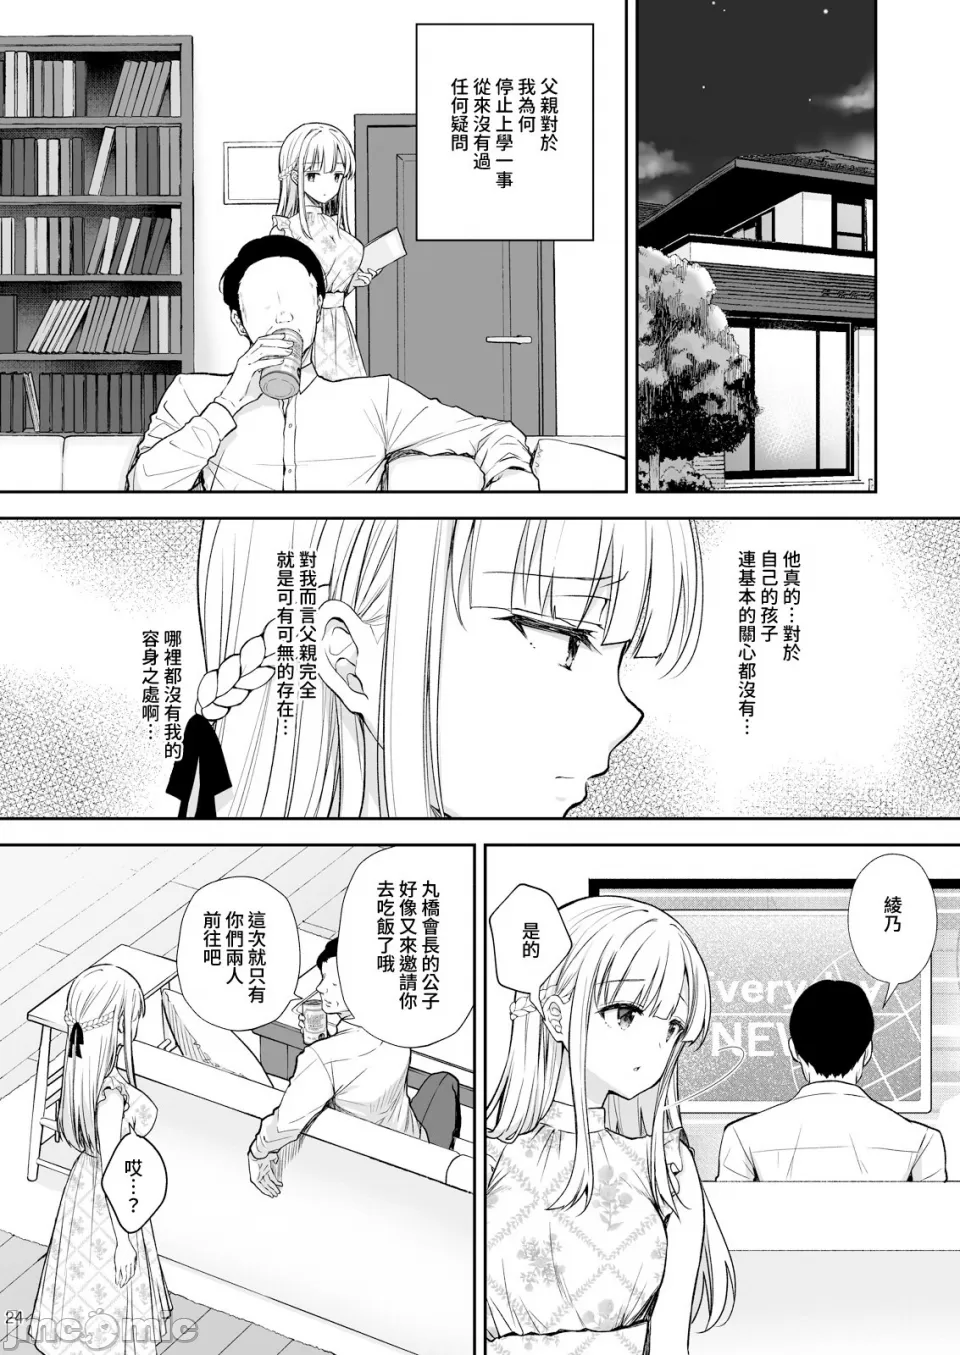 父親對於
我為何
停止上學一事
從來沒有過
任何疑問
他真的…對於
自己的孩子
連基本的關心都沒有…
對我而言父親完全
就是可有可無的存在…
哪裡都沒有我的
容身之處啊…
綾乃
very
NEW
是的
丸橋會長的公子
好像又來邀請你
去吃飯了哦
這次就只有
你們兩人
前往吧
哎…?
24
jmcomic